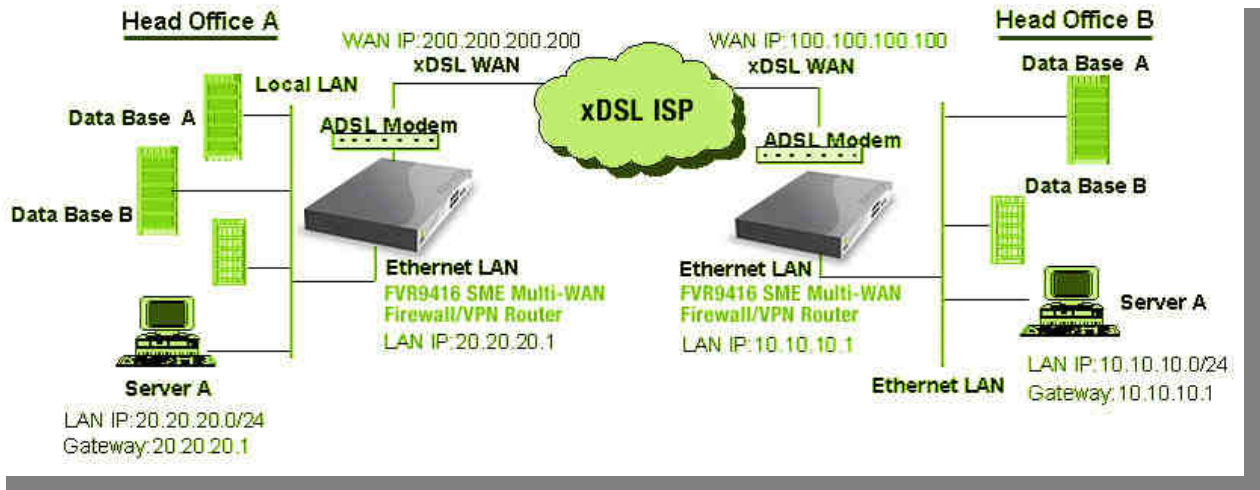 Head Office A
WAN IP:200.200.200.200
xDSL WAN
Local LAN
Data Base A
ADSL Modem
Data Base B
Ethernet LAN
FVR9416 SME Multi-WAN
Firewall/VPN Router
LAN IP:20.20.20.1
Server A
LAN IP:20.20.20.0/24
Gateway:20.20.20.1
xDSL ISP
Head Office B
WAN IP:100.100.100.100
xDSL WAN
Data Base A
ADSL Modem
Data Base B
Ethernet LAN
FVR9416 SME Multi-WAN
Firewall/VPN Router
LAN IP:10.10.10.1
Server A
LAN IP:10.10.10.0/24
Gateway:10.10.10.1
Ethernet LAN